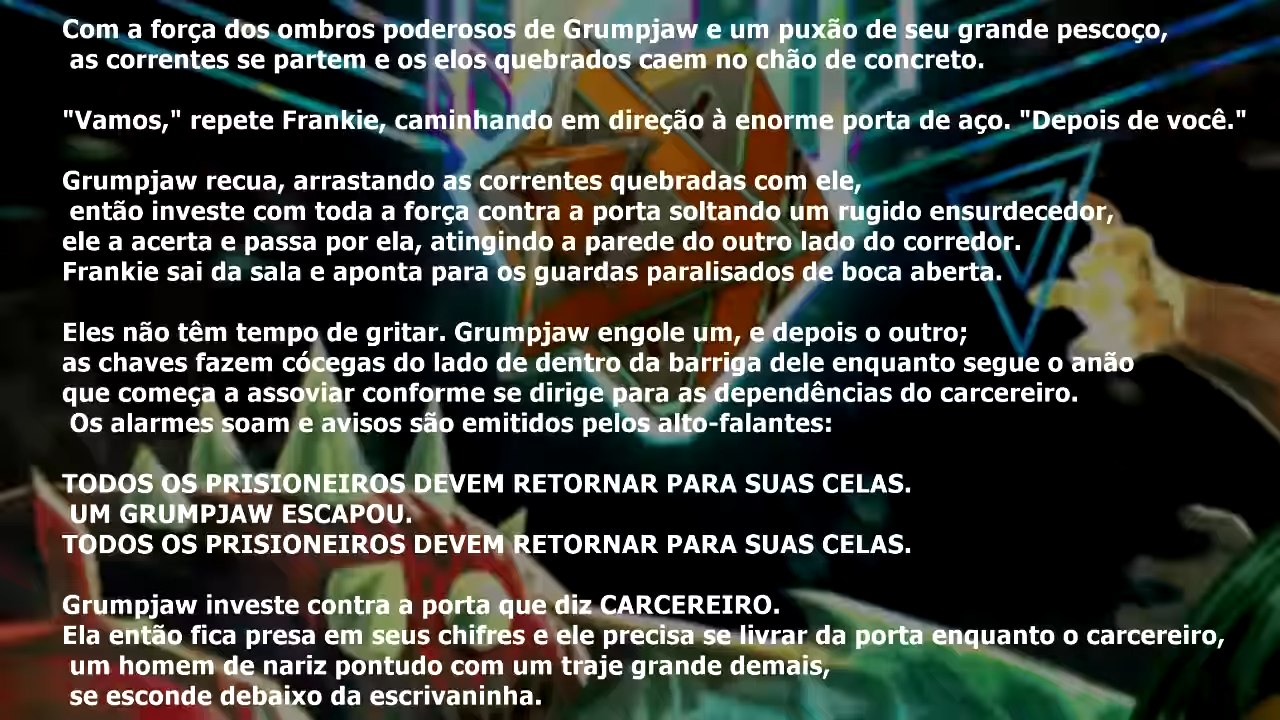 Com a força dos ombros poderosos de Grumpjaw e um puxão de seu grande pescoço,
as correntes se partem e os elos quebrados caem no chão de concreto.
"Vamos," repete Frankie, caminhando em direção à enorme porta de aço. "Depois de você."
Grumpjaw recua, arrastando as correntes quebradas com ele,
então investe com toda a força contra a porta soltando um rugido ensurdecedor,
ele a acerta e passa por ela, atingindo a parede do outro lado do corredor.
Frankie sai da sala e aponta para os guardas paralisados de boca aberta.
Eles não têm tempo de gritar. Grumpjaw engole um, e depois o outro;
as chaves fazem cócegas do lado de dentro da barriga dele enquanto segue o anão
que começa a assoviar conforme se dirige para as dependências do carcereiro.
Os alarmes soam e avisos são emitidos pelos alto-falantes:
TODOS OS PRISIONEIROS DEVEM RETORNAR PARA SUAS CELAS.
UM GRUMPJAW ESCAPOU.
TODOS OS PRISIONEIROS DEVEM RETORNAR PARA SUAS CELAS.
Grumpjaw investe contra a porta que diz CARCEREIRO.
Ela então fica presa em seus chifres e ele precisa se livrar da porta enquanto o carcereiro,
um homem de nariz pontudo com um traje grande demais,
se esconde debaixo da escrivaninha.